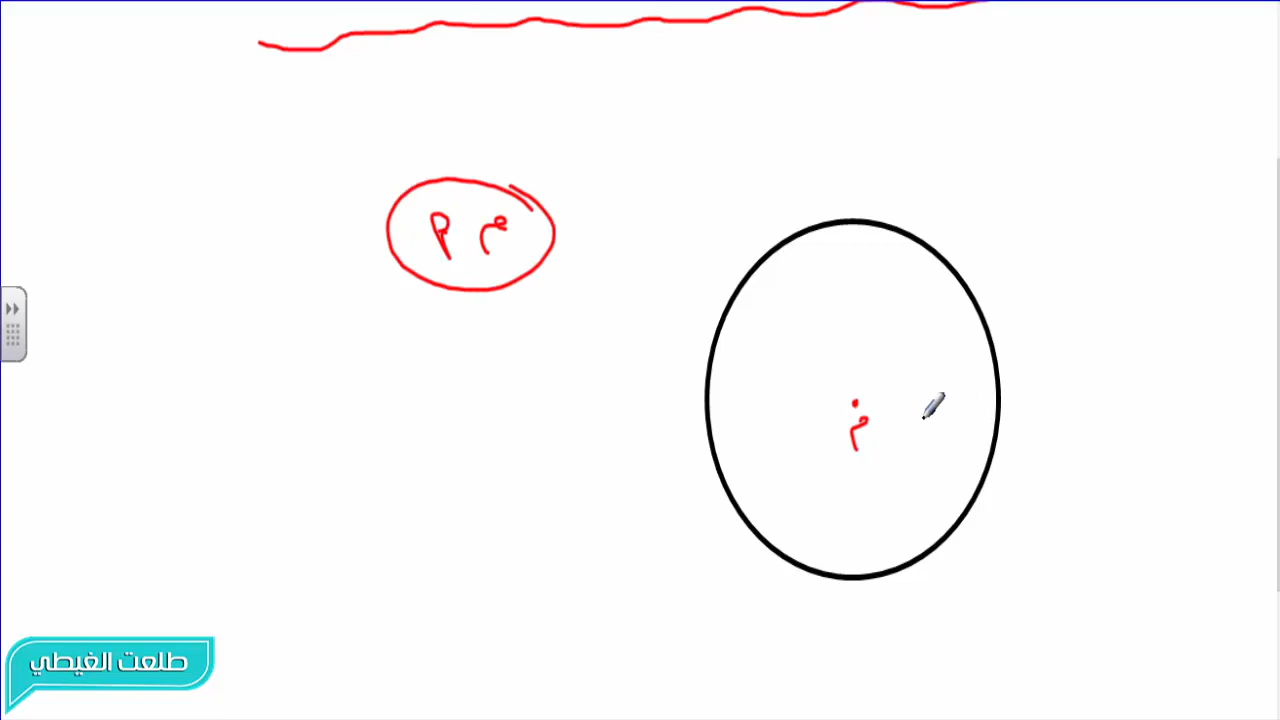 م م
م
طلعت الغيطي